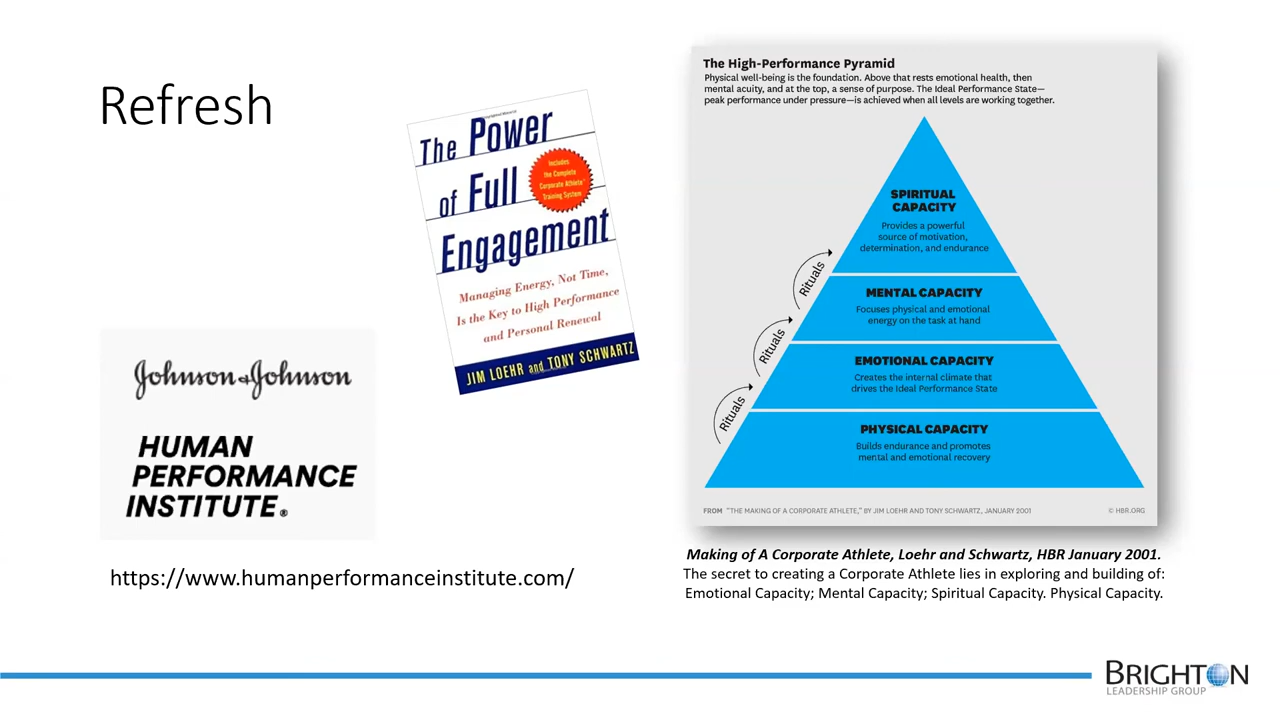 Refresh
The Power
of Full
Engagement
Includes
the Complete
Corporate Athlete
Training System
Managing Energy, Not Time,
Is the Key to High Performance
and Personal Renewal
JIM LOEHR and TONY SCHWARTZ
Johnson & Johnson
HUMAN
PERFORMANCE
INSTITUTE®
https://www.humanperformanceinstitute.com/
The High-Performance Pyramid
Physical well-being is the foundation. Above that rests emotional health, then
mental acuity, and at the top, a sense of purpose. The Ideal Performance State—
peak performance under pressure—is achieved when all levels are working together.
SPIRITUAL
CAPACITY
Provides a powerful
source of motivation,
determination, and endurance
Rituals
MENTAL CAPACITY
Focuses physical and emotional
energy on the task at hand
Rituals
EMOTIONAL CAPACITY
Creates the internal climate that
drives the Ideal Performance State
Rituals
PHYSICAL CAPACITY
Builds endurance and promotes
mental and emotional recovery
FROM "THE MAKING OF A CORPORATE ATHLETE," BY JIM LOEHR AND TONY SCHWARTZ, JANUARY 2001
© HBR.ORG
Making of A Corporate Athlete, Loehr and Schwartz, HBR January 2001.
The secret to creating a Corporate Athlete lies in exploring and building of:
Emotional Capacity; Mental Capacity; Spiritual Capacity. Physical Capacity.
BRIGHTON
LEADERSHIP GROUP